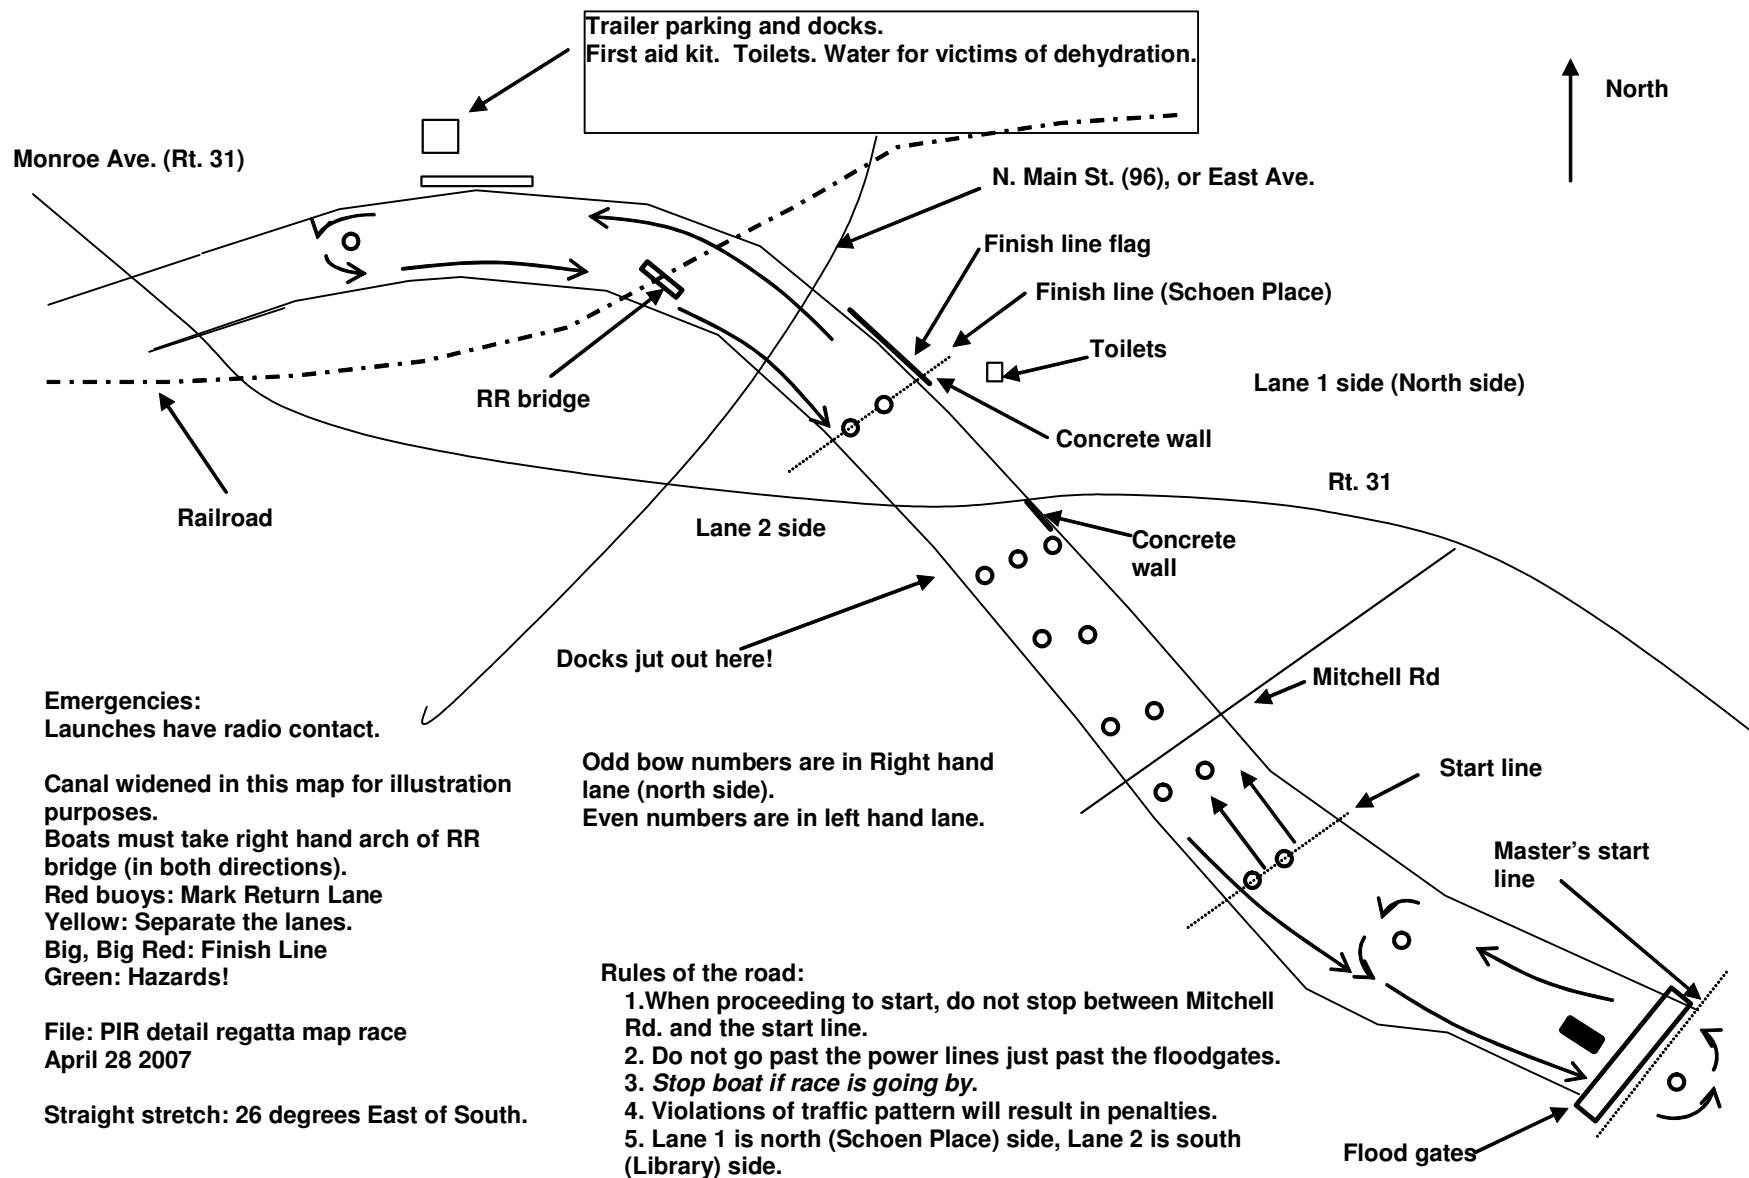 Trailer parking and docks.
First aid kit.  Toilets. Water for victims of dehydration.
North
Monroe Ave. (Rt. 31)
N. Main St. (96), or East Ave.
Finish line flag
Finish line (Schoen Place)
Toilets
Lane 1 side (North side)
RR bridge
Concrete wall
Rt. 31
Railroad
Lane 2 side
Concrete
wall
Docks jut out here!
Mitchell Rd
Emergencies:
Launches have radio contact.
Canal widened in this map for illustration
purposes.
Boats must take right hand arch of RR
bridge (in both directions).
Red buoys: Mark Return Lane
Yellow: Separate the lanes.
Big, Big Red: Finish Line
Green: Hazards!
File: PIR detail regatta map race
April 28 2007
Straight stretch: 26 degrees East of South.
Odd bow numbers are in Right hand
lane (north side).
Even numbers are in left hand lane.
Start line
Master's start
line
Rules of the road:
1.When proceeding to start, do not stop between Mitchell
Rd. and the start line.
2. Do not go past the power lines just past the floodgates.
3. Stop boat if race is going by.
4. Violations of traffic pattern will result in penalties.
5. Lane 1 is north (Schoen Place) side, Lane 2 is south
(Library) side.
Flood gates